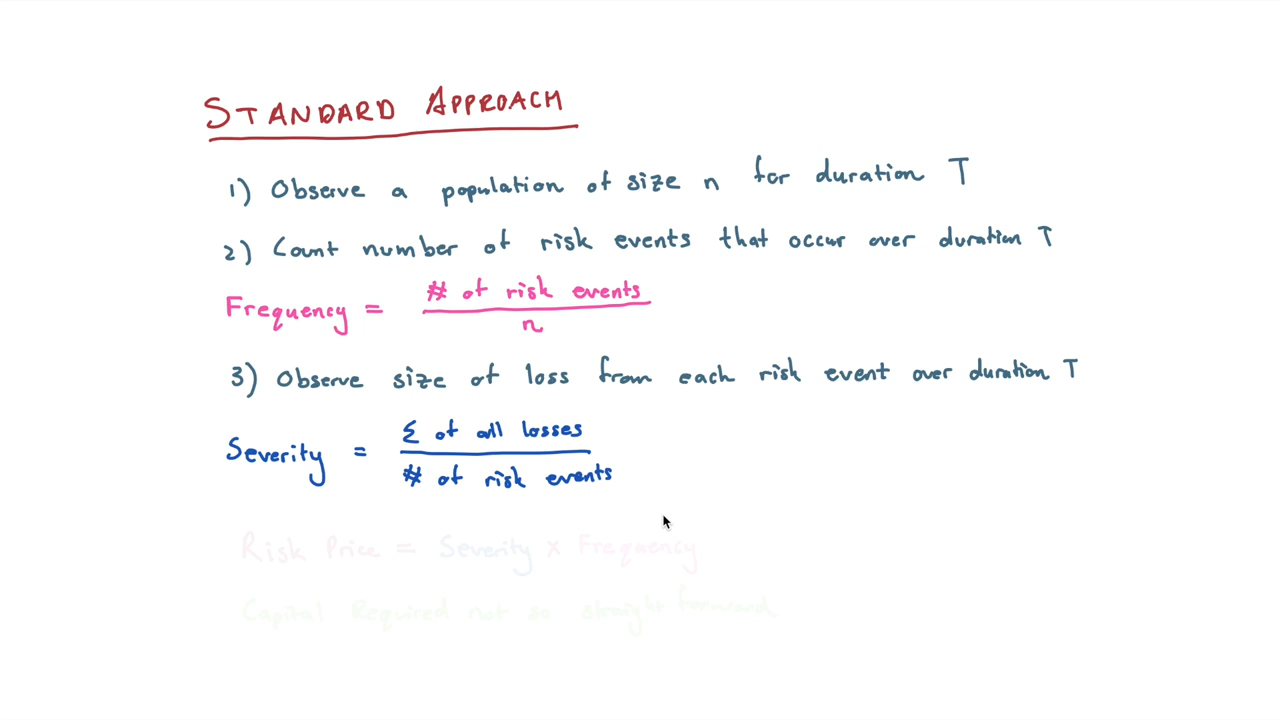 STANDARD APPROACH
1) Observe a population of size n for duration T
2) Count number of risk events that occur over duration T
Frequency = # of risk events
n
3) Observe size of loss from each risk event over duration T
Severity = Σ of all losses
# of risk events
Risk Price = Severity x Frequency
Capital Required not so straight forward